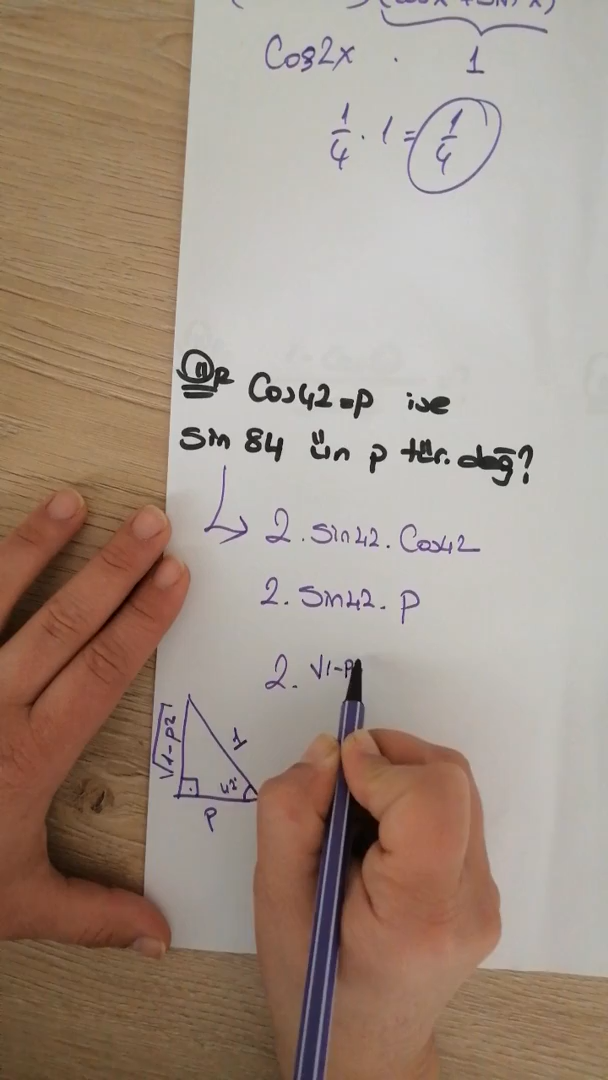 Cos2x . 1
1/4 . 1 = 1/4
Cos42=p ise
Sin 84 ün p tür. değ?
2. Sin42. Cos42
2. Sin42. P
2. √1-p
√1-p2
1
42
P